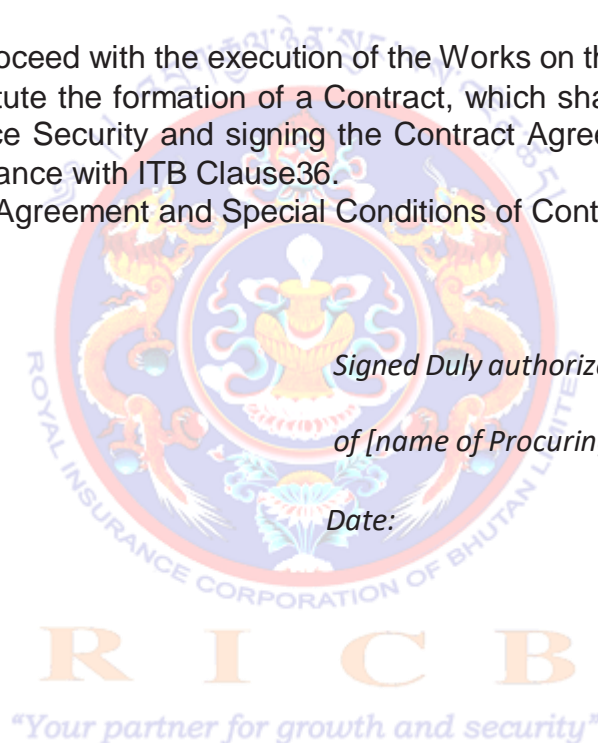 oceed with the execution of the Works on th
tute the formation of a Contract, which sha
ce Security and signing the Contract Agree
ance with ITB Clause36.
Agreement and Special Conditions of Cont
Signed Duly authoriz
of [name of Procurin
Date:
ROYAL INSURANCE CORPORATION OF BHUTAN LIMITED
R I C B
"Your partner for growth and security"